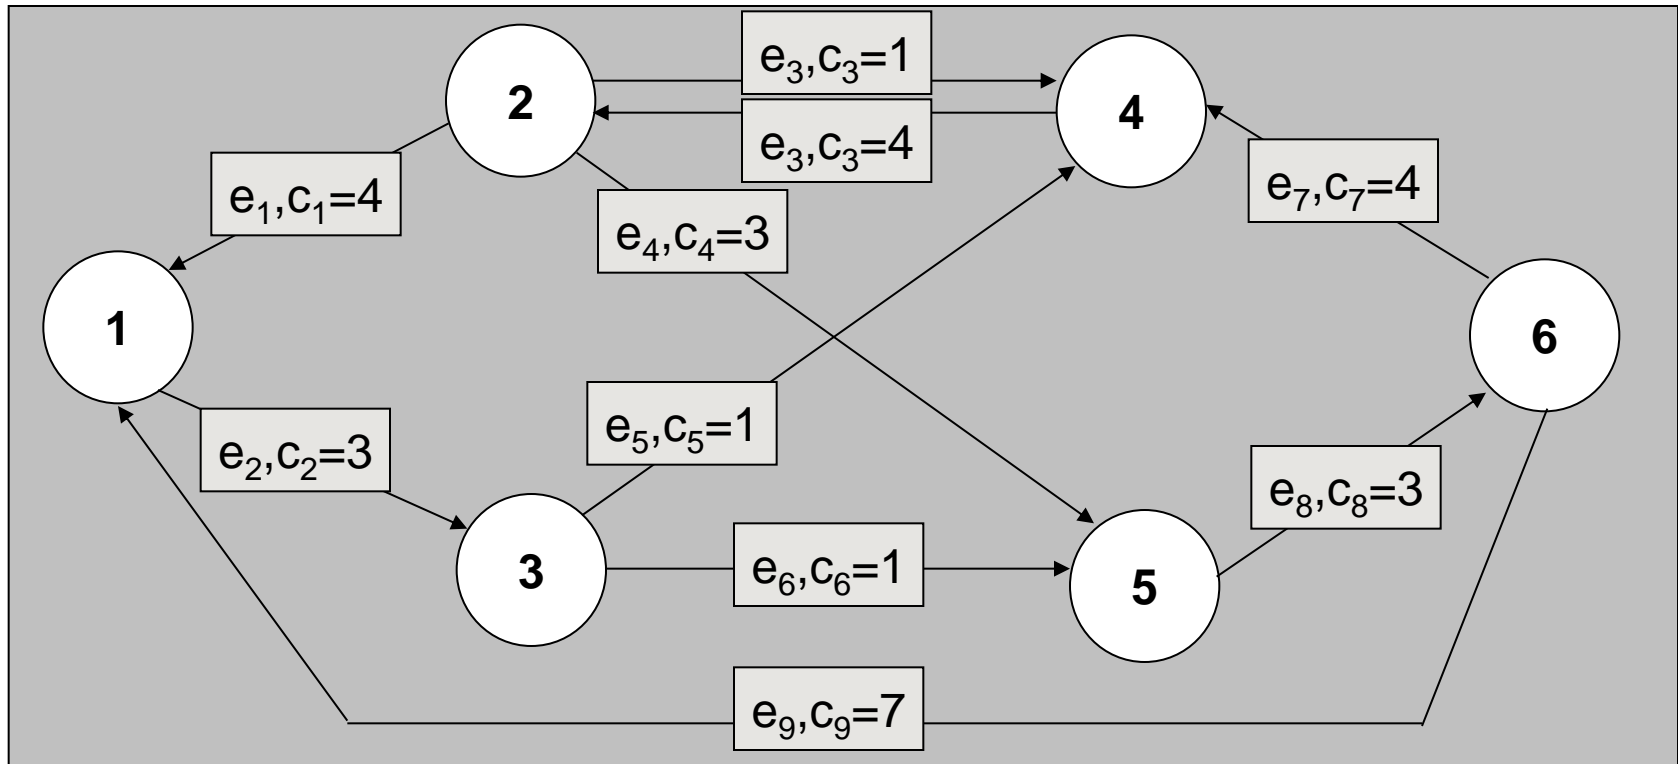 e₃,c₃=1
2
4
e₃,c₃=4
e₇,c₇=4
e₁,c₁=4
e₄,c₄=3
1
6
e₅,c₅=1
e₂,c₂=3
e₈,c₈=3
3
e₆,c₆=1
5
e₉,c₉=7